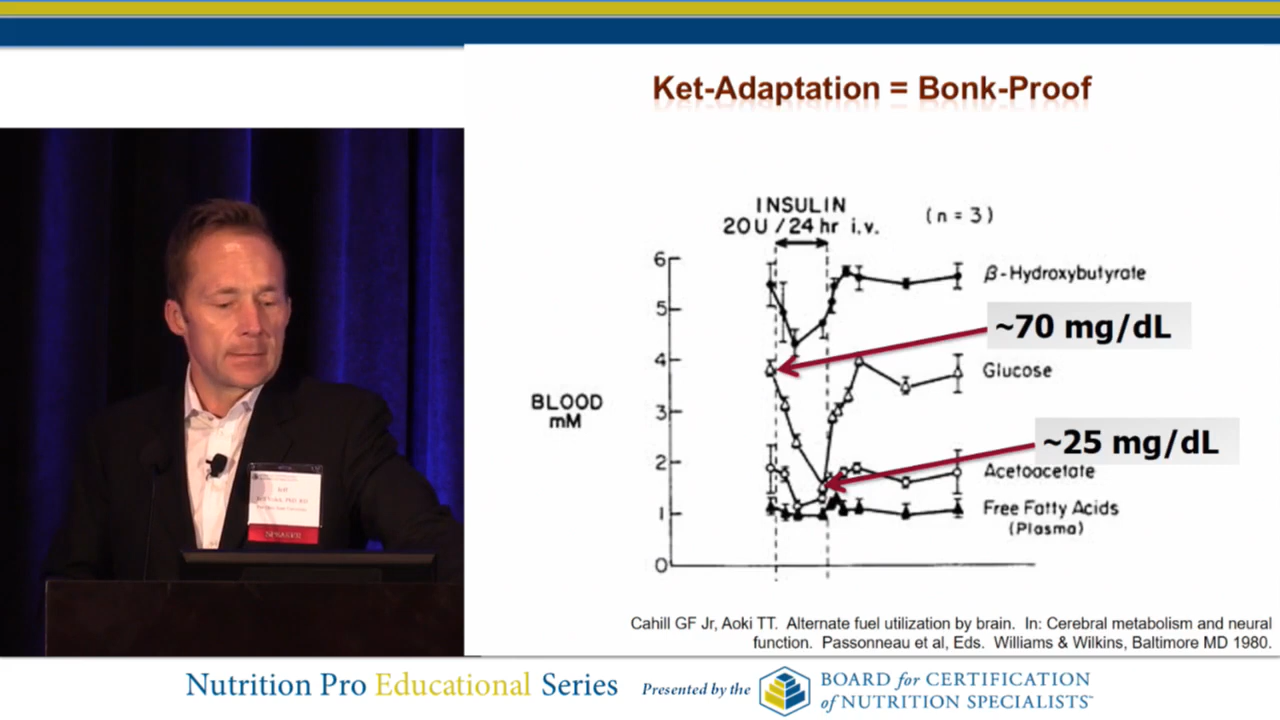 Ket-Adaptation = Bonk-Proof
INSULIN
20U/24 hr i.v.
(n = 3)
6
5
4
3
2
1
0
BLOOD
mM
β-Hydroxybutyrate
~70 mg/dL
Glucose
~25 mg/dL
Acetoacetate
Free Fatty Acids
(Plasma)
Cahill GF Jr, Aoki TT. Alternate fuel utilization by brain. In: Cerebral metabolism and neural
function. Passonneau et al, Eds. Williams & Wilkins, Baltimore MD 1980.
SPEAKER
Nutrition Pro Educational Series
Presented by the
BOARD for CERTIFICATION
of NUTRITION SPECIALISTS